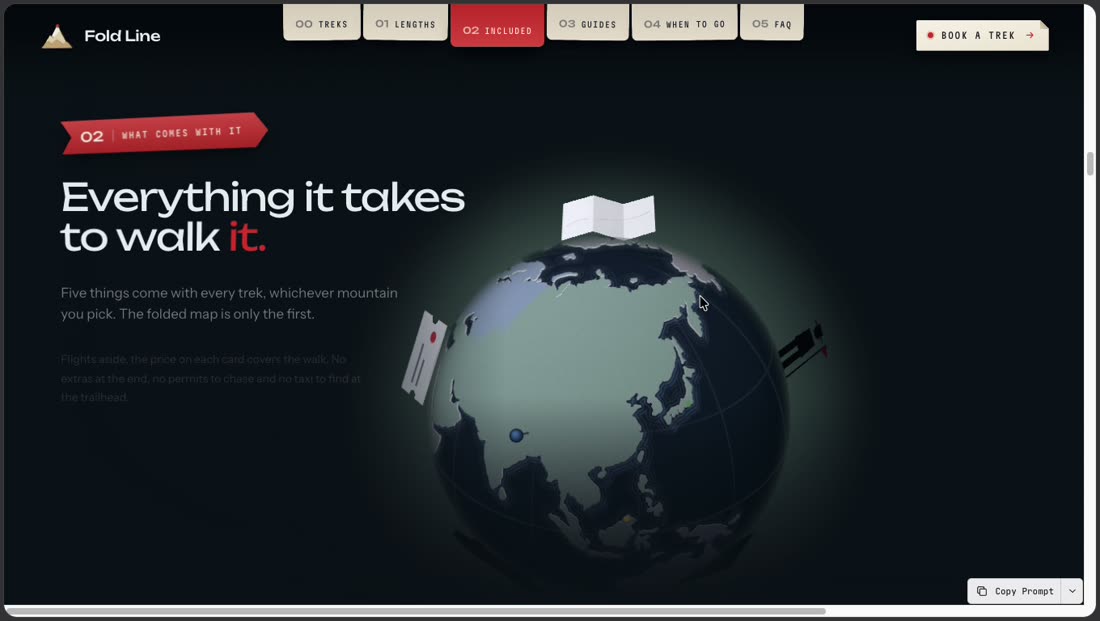 Fold Line
00 TREKS
01 LENGTHS
02 INCLUDED
03 GUIDES
04 WHEN TO GO
05 FAQ
BOOK A TREK →
02 | WHAT COMES WITH IT
Everything it takes
to walk it.
Five things come with every trek, whichever mountain
you pick. The folded map is only the first.
Flights aside, the price on each card covers the walk. No
extras at the end, no permits to chase and no taxi to find at
the trailhead.
Copy Prompt